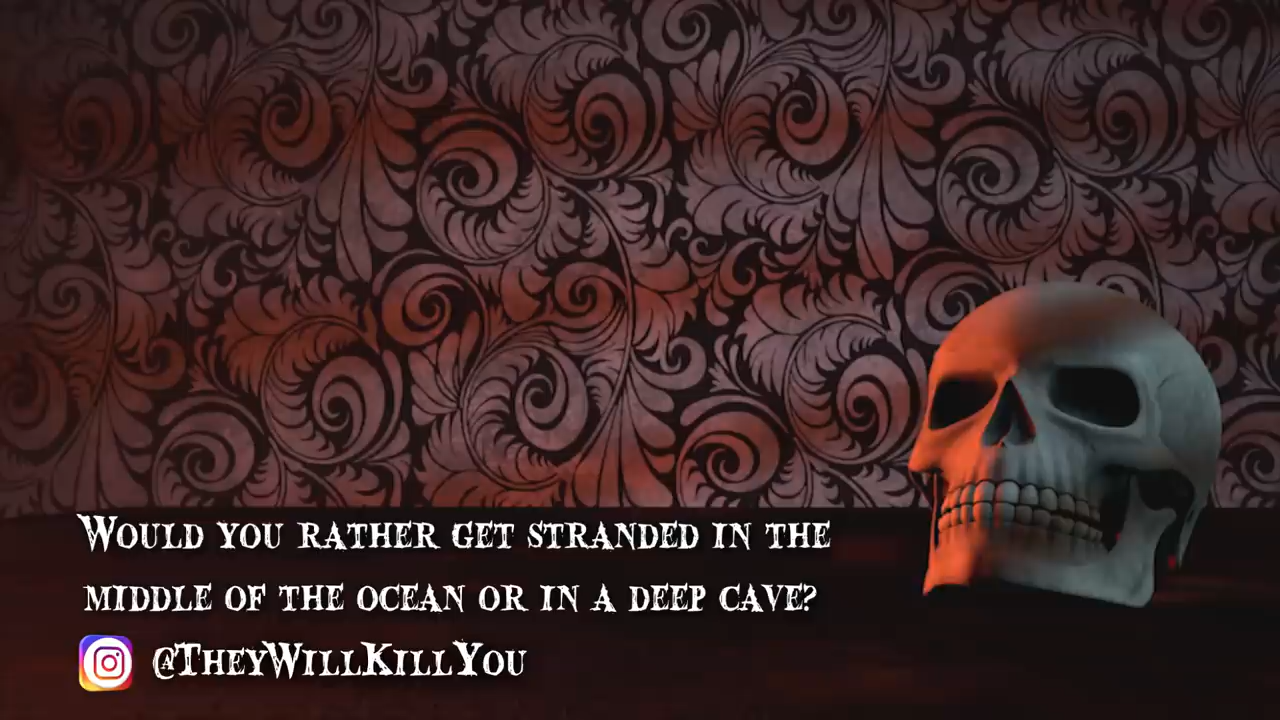 Would you rather get stranded in the
middle of the ocean or in a deep cave?
@TheyWillKillYou